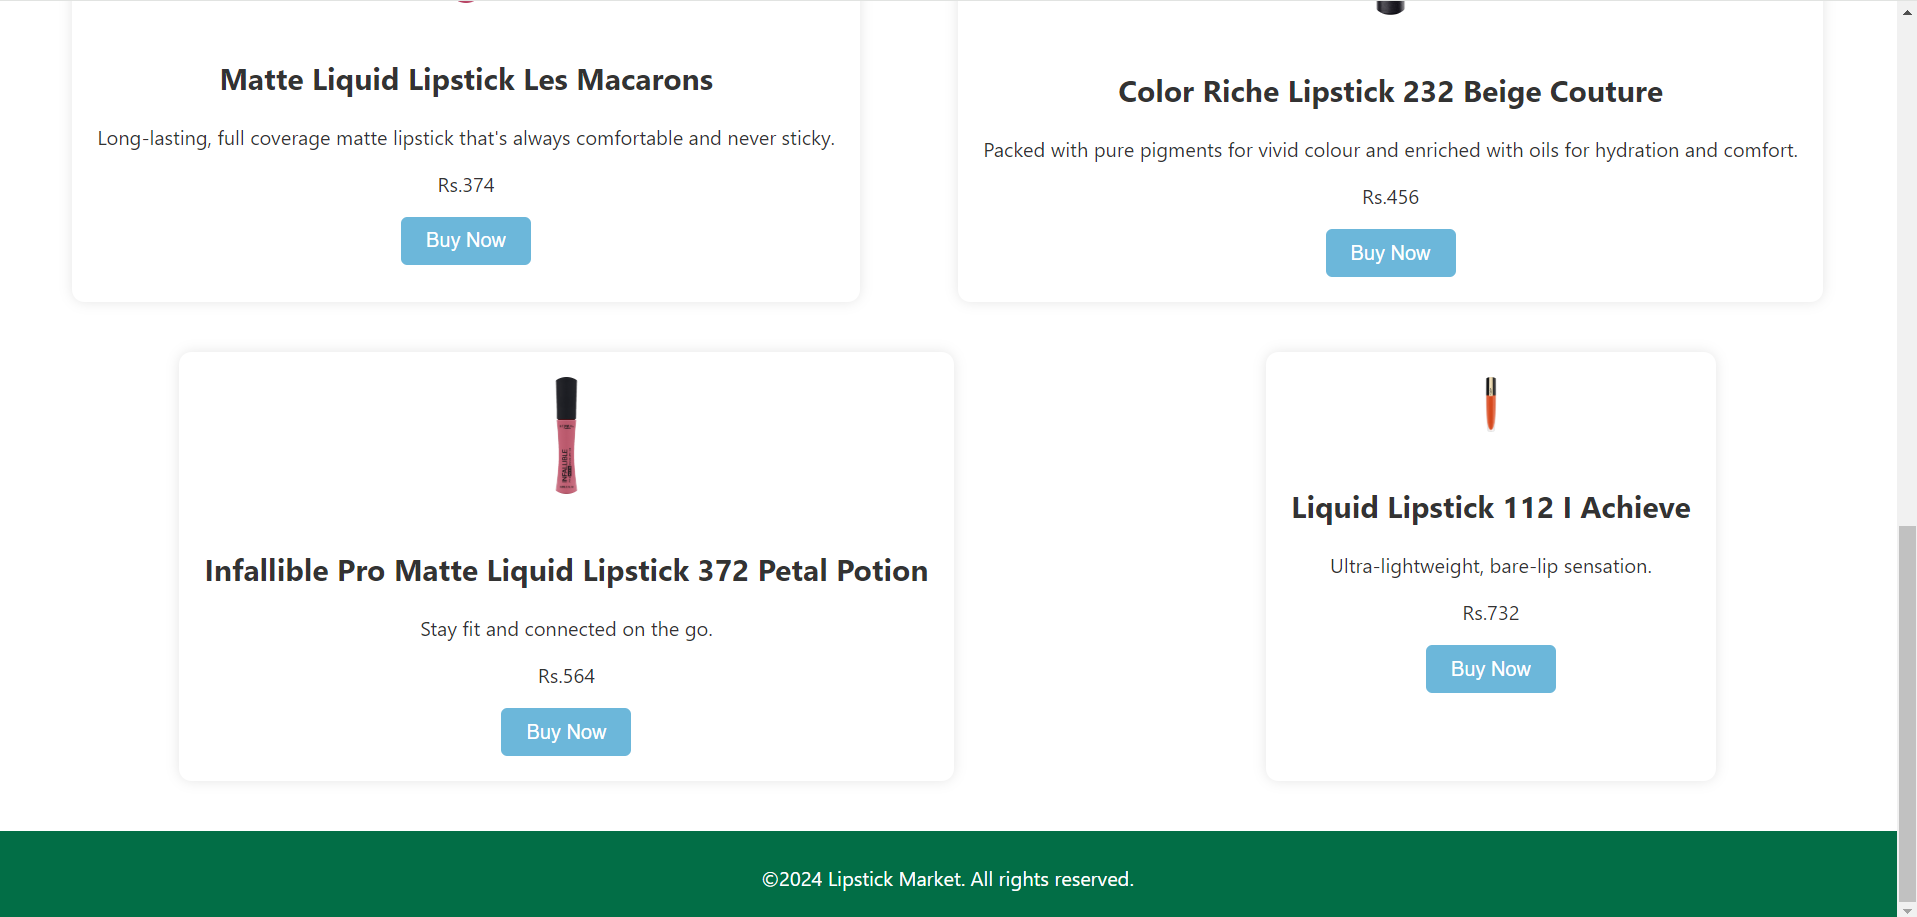 Matte Liquid Lipstick Les Macarons
Long-lasting, full coverage matte lipstick that's always comfortable and never sticky.
Rs.374
Buy Now
Color Riche Lipstick 232 Beige Couture
Packed with pure pigments for vivid colour and enriched with oils for hydration and comfort.
Rs.456
Buy Now
INFALLIBLE
Infallible Pro Matte Liquid Lipstick 372 Petal Potion
Stay fit and connected on the go.
Rs.564
Buy Now
Liquid Lipstick 112 I Achieve
Ultra-lightweight, bare-lip sensation.
Rs.732
Buy Now
©2024 Lipstick Market. All rights reserved.